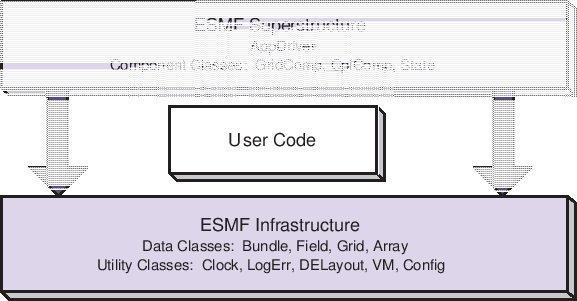 ESMF Superstructure
AppDriver
Component Classes: GridComp, CplComp, State
User Code
ESMF Infrastructure
Data Classes: Bundle, Field, Grid, Array
Utility Classes: Clock, LogErr, DELayout, VM, Config